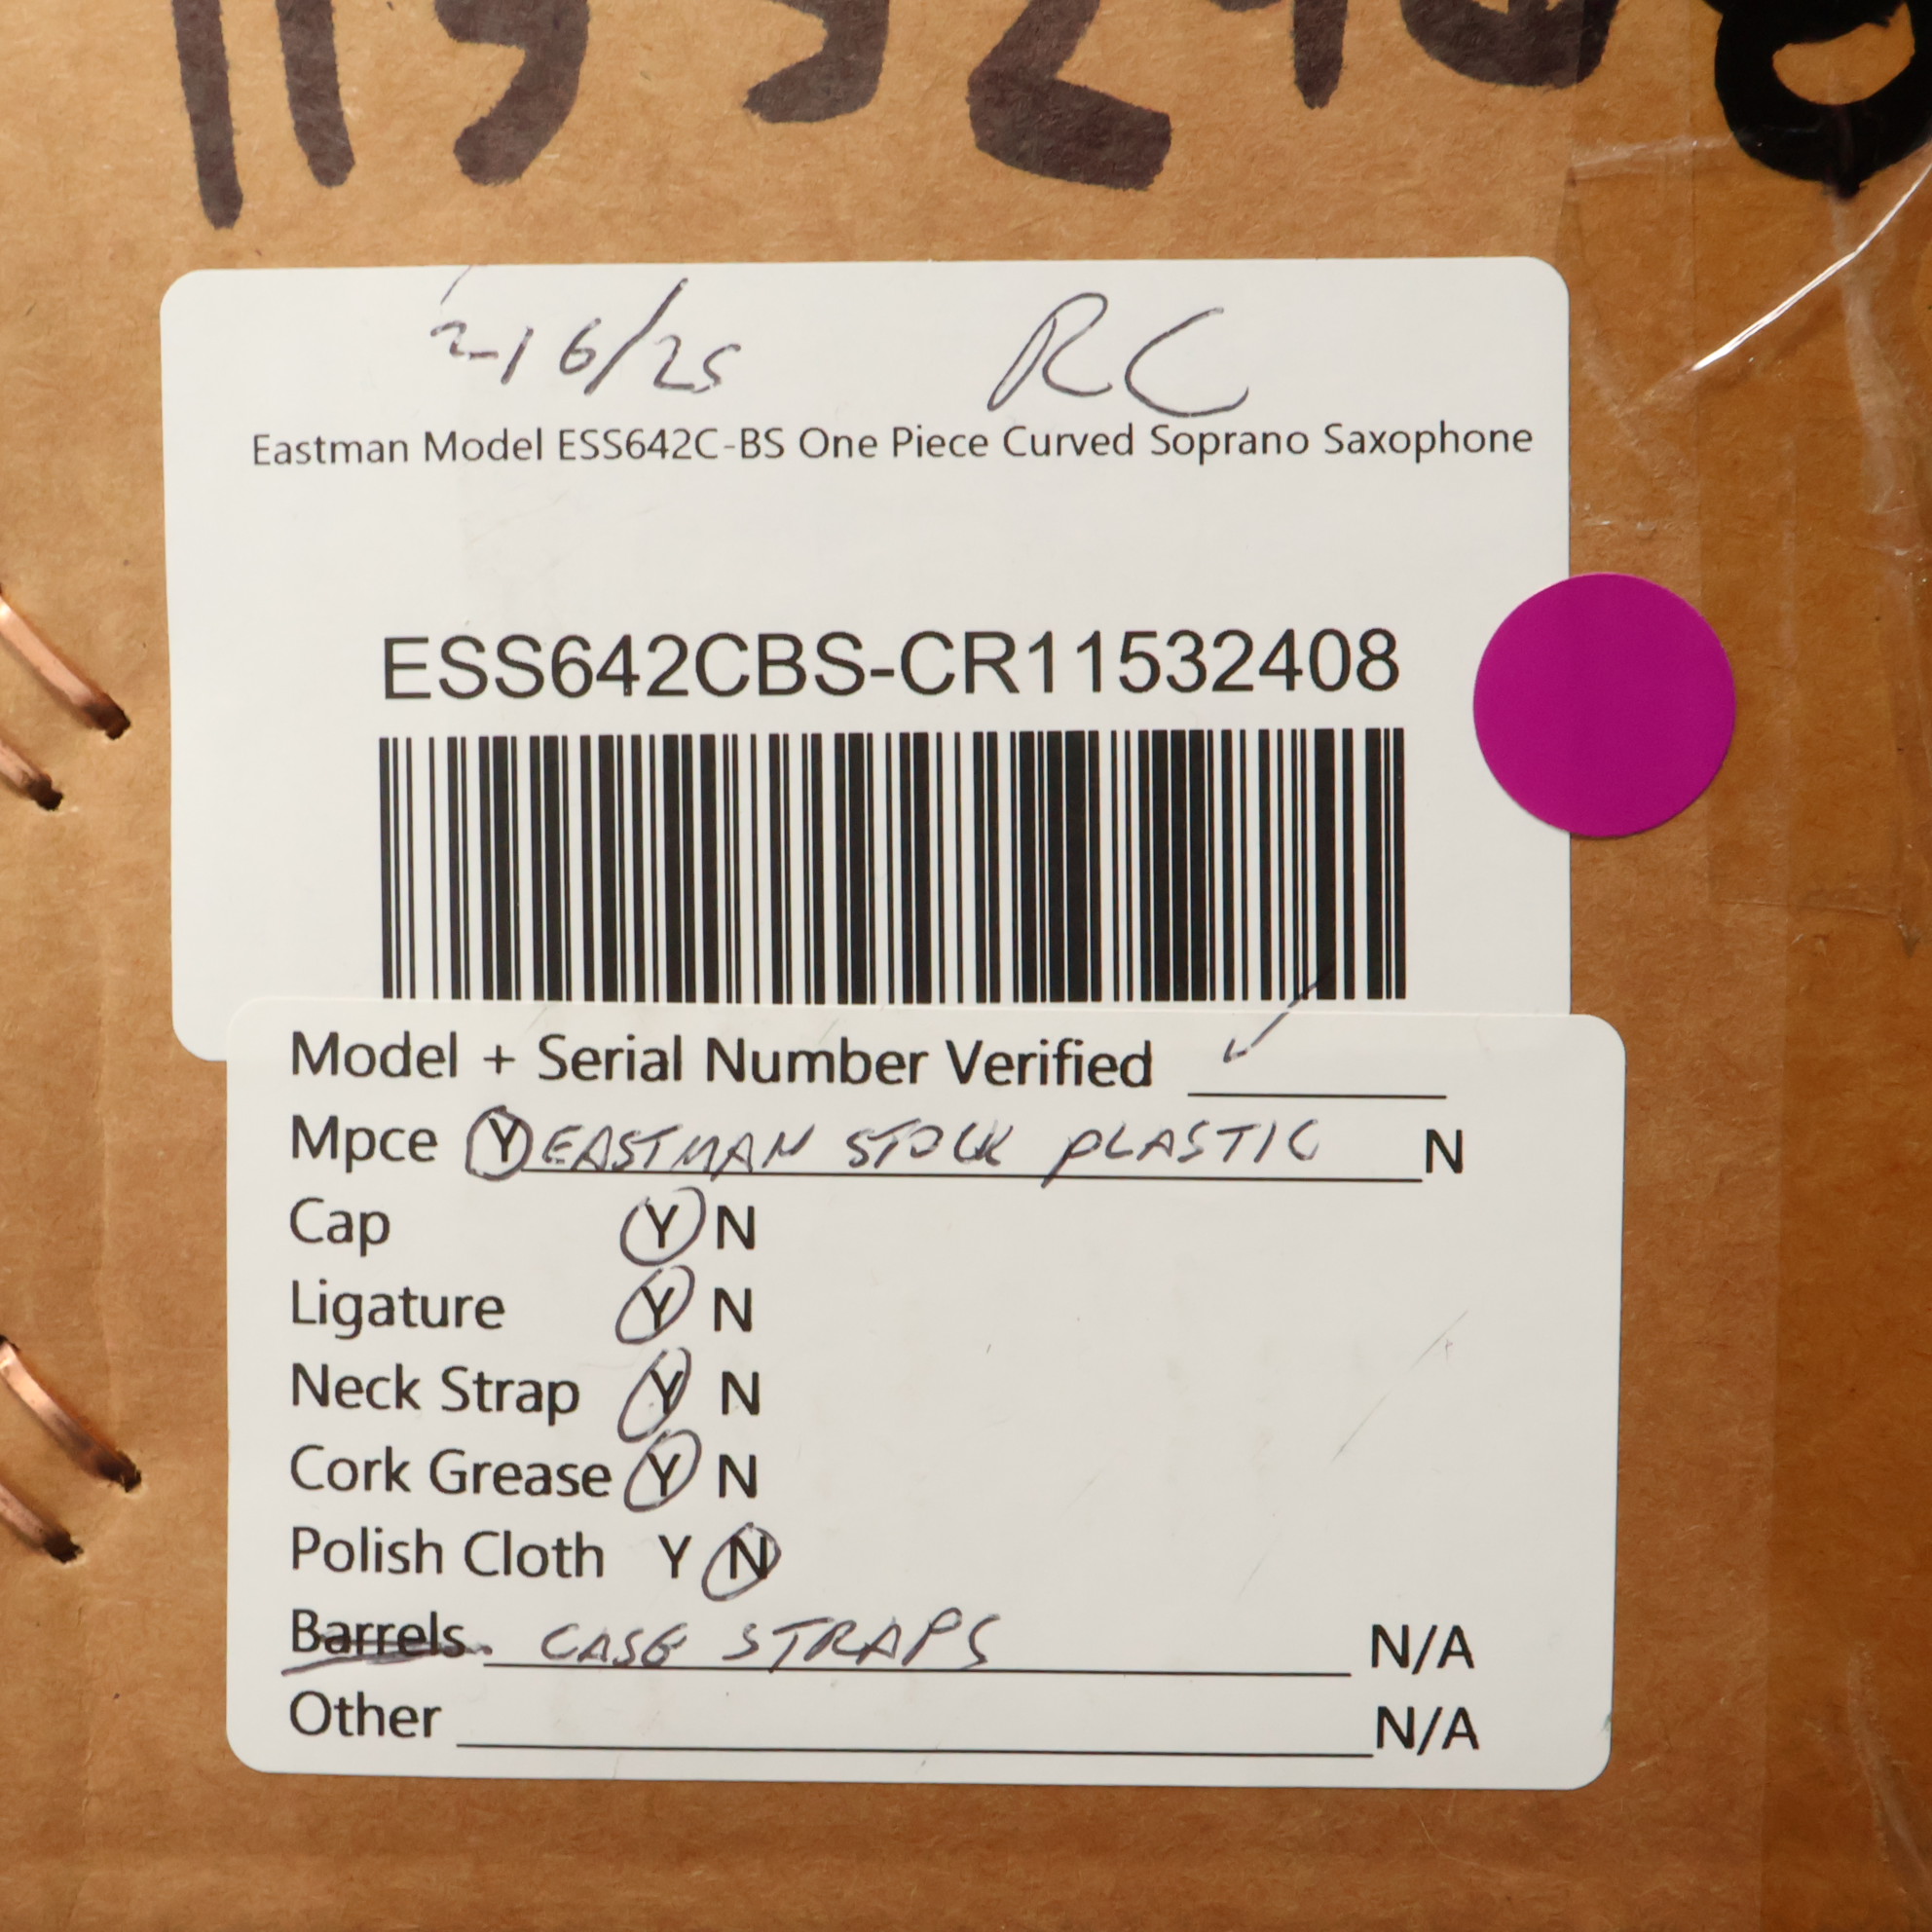 11532408
2-16/25 RC
Eastman Model ESS642C-BS One Piece Curved Soprano Saxophone
ESS642CBS-CR11532408
Model + Serial Number Verified ✓
Mpce Y EASTMAN STOCK PLASTIC N
Cap Y N
Ligature Y N
Neck Strap Y N
Cork Grease Y N
Polish Cloth Y N
Barrels. CASE STRAPS N/A
Other N/A